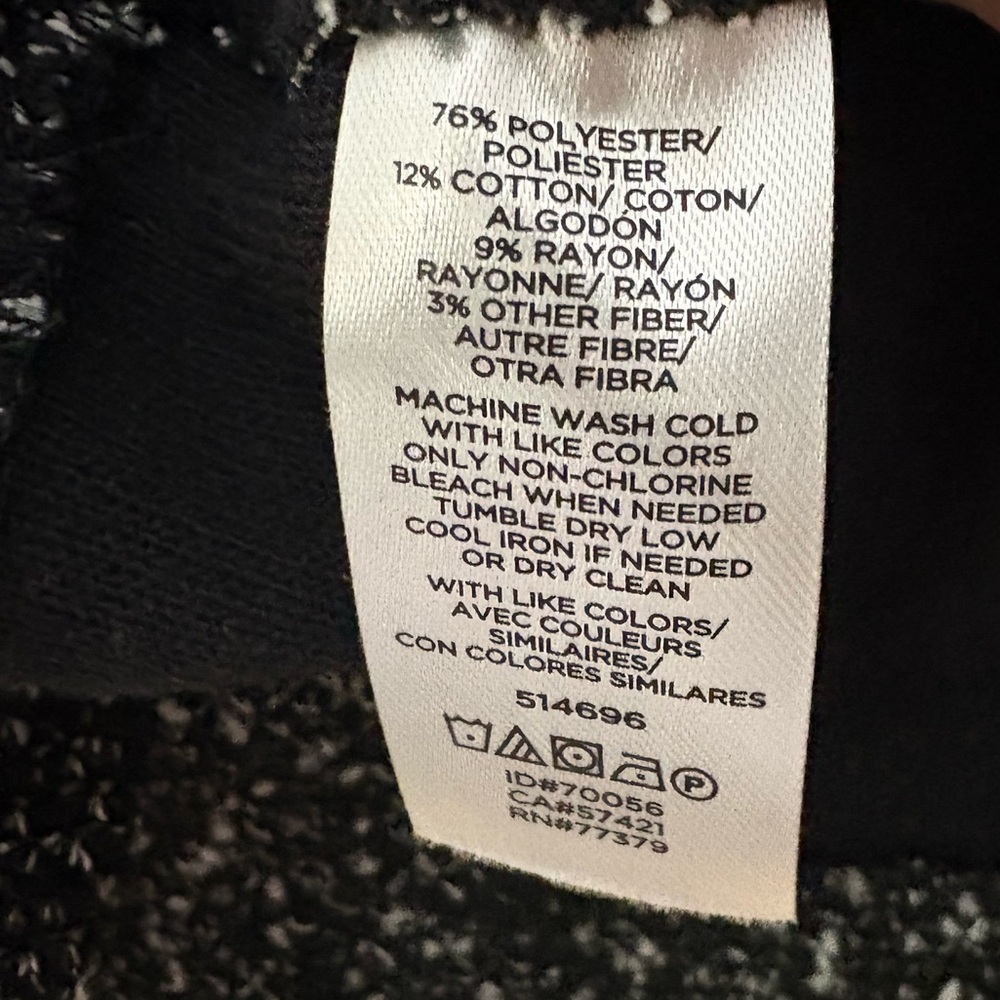 76% POLYESTER/
POLIÉSTER
12% COTTON/ COTON/
ALGODÓN
9% RAYON/
RAYONNE/ RAYÓN
3% OTHER FIBER/
AUTRE FIBRE/
OTRA FIBRA
MACHINE WASH COLD
WITH LIKE COLORS
ONLY NON-CHLORINE
BLEACH WHEN NEEDED
TUMBLE DRY LOW
COOL IRON IF NEEDED
OR DRY CLEAN
WITH LIKE COLORS/
AVEC COULEURS
SIMILAIRES/
CON COLORES SIMILARES
514696
P
ID#70056
CA#57421
RN#77379